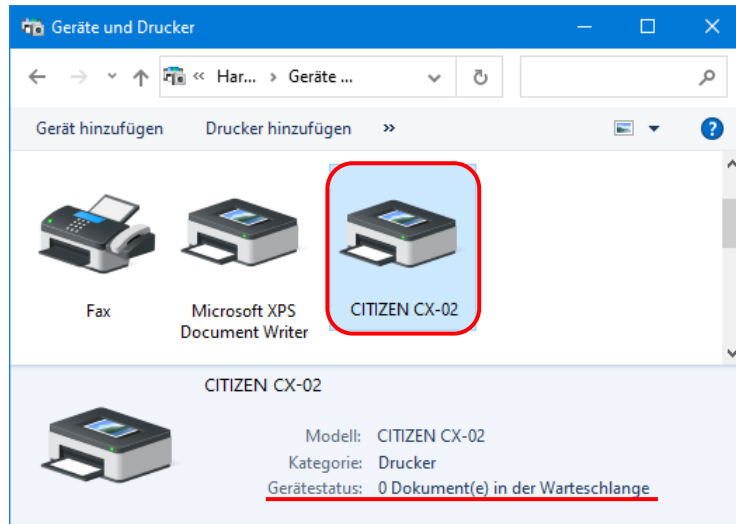 Geräte und Drucker
« Har... › Geräte ...
Gerät hinzufügen Drucker hinzufügen »
Fax
Microsoft XPS
Document Writer
CITIZEN CX-02
CITIZEN CX-02
Modell: CITIZEN CX-02
Kategorie: Drucker
Gerätestatus: 0 Dokument(e) in der Warteschlange